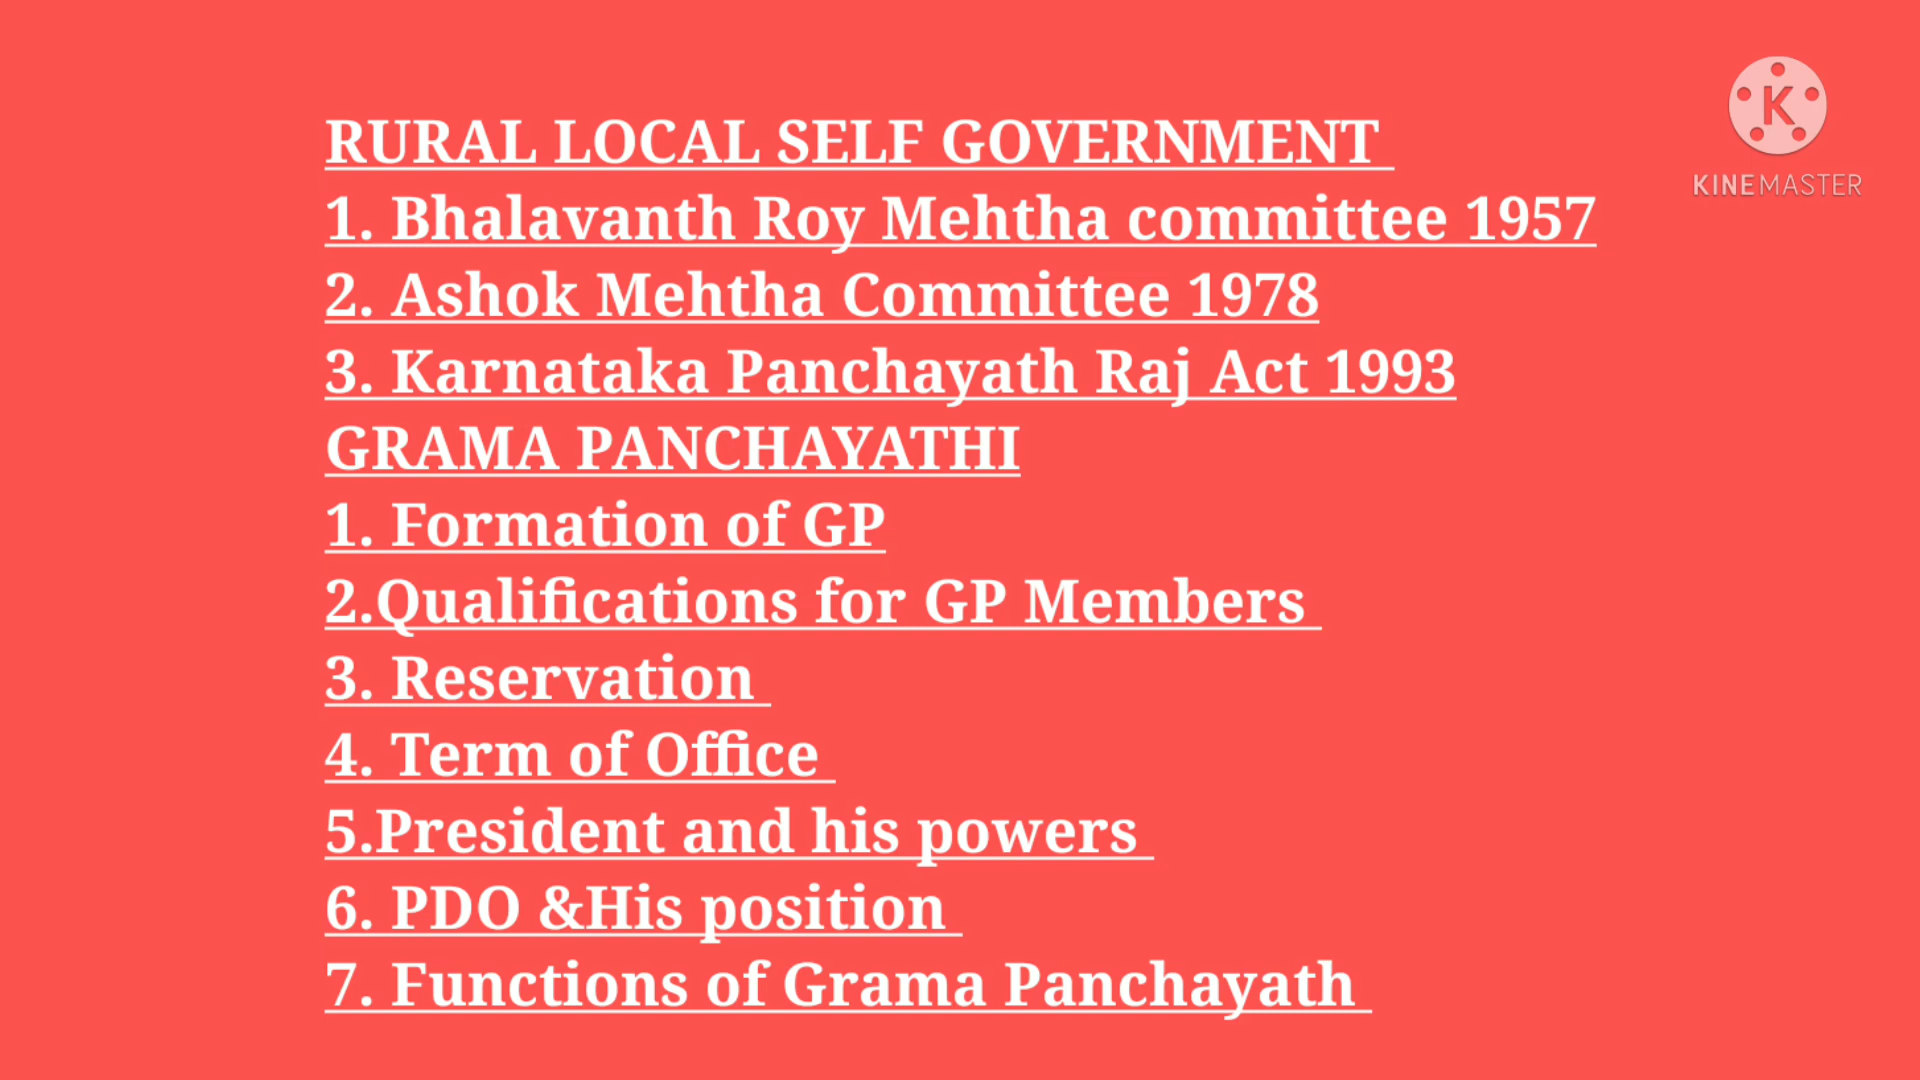 RURAL LOCAL SELF GOVERNMENT
1. Bhalavanth Roy Mehtha committee 1957
2. Ashok Mehtha Committee 1978
3. Karnataka Panchayath Raj Act 1993
GRAMA PANCHAYATHI
1. Formation of GP
2.Qualifications for GP Members
3. Reservation
4. Term of Office
5.President and his powers
6. PDO &His position
7. Functions of Grama Panchayath
K
KINEMASTER